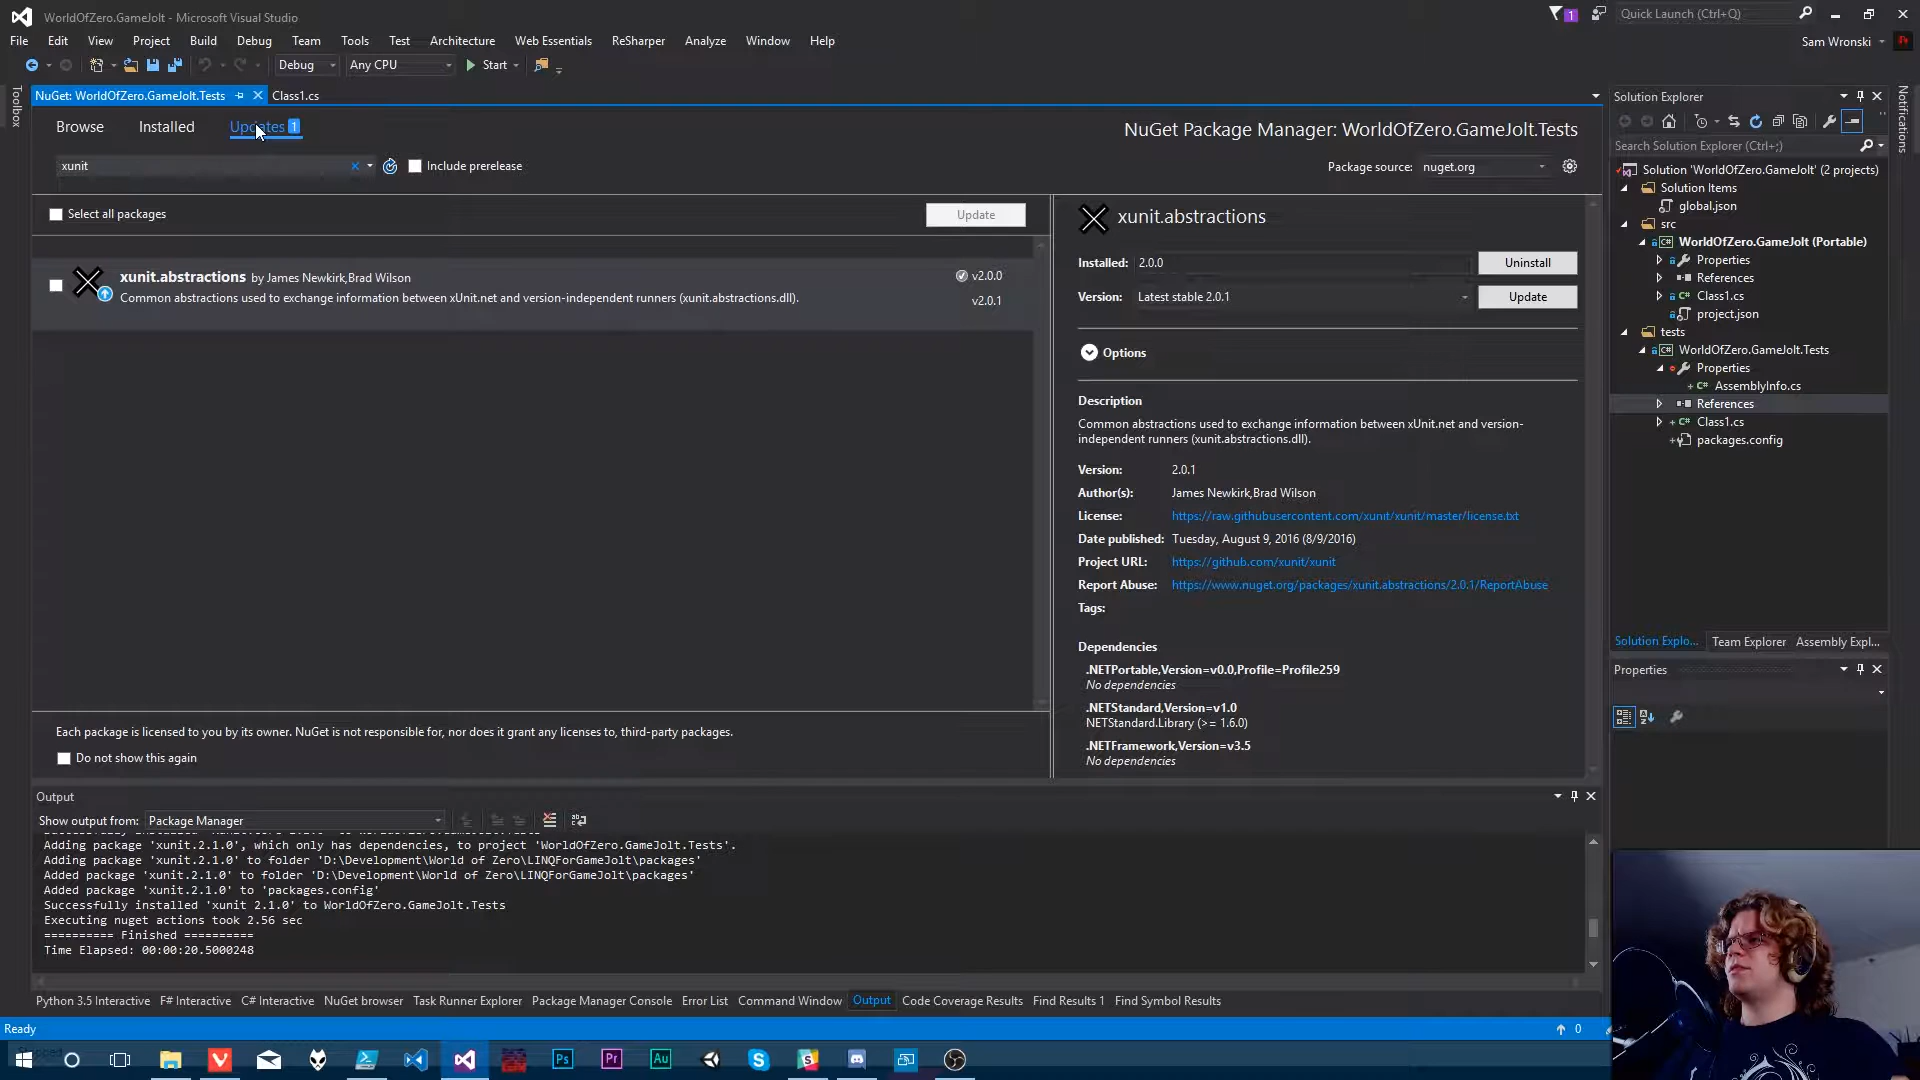 WorldOfZero.GameJolt - Microsoft Visual Studio
1
Quick Launch (Ctrl+Q)
File Edit View Project Build Debug Team Tools Test Architecture Web Essentials ReSharper Analyze Window Help
Sam Wronski
Debug Any CPU Start
Toolbox
NuGet: WorldOfZero.GameJolt.Tests Class1.cs
Browse Installed Updates 1
NuGet Package Manager: WorldOfZero.GameJolt.Tests
xunit Include prerelease
Package source: nuget.org
Select all packages Update
xunit.abstractions by James Newkirk,Brad Wilson v2.0.0
Common abstractions used to exchange information between xUnit.net and version-independent runners (xunit.abstractions.dll). v2.0.1
Each package is licensed to you by its owner. NuGet is not responsible for, nor does it grant any licenses to, third-party packages.
Do not show this again
xunit.abstractions
Installed: 2.0.0 Uninstall
Version: Latest stable 2.0.1 Update
Options
Description
Common abstractions used to exchange information between xUnit.net and version-
independent runners (xunit.abstractions.dll).
Version: 2.0.1
Author(s): James Newkirk,Brad Wilson
License: https://raw.githubusercontent.com/xunit/xunit/master/license.txt
Date published: Tuesday, August 9, 2016 (8/9/2016)
Project URL: https://github.com/xunit/xunit
Report Abuse: https://www.nuget.org/packages/xunit.abstractions/2.0.1/ReportAbuse
Tags:
Dependencies
.NETPortable,Version=v0.0,Profile=Profile259
No dependencies
.NETStandard,Version=v1.0
NETStandard.Library (>= 1.6.0)
.NETFramework,Version=v3.5
No dependencies
Solution Explorer
Search Solution Explorer (Ctrl+;)
Solution 'WorldOfZero.GameJolt' (2 projects)
Solution Items
global.json
src
WorldOfZero.GameJolt (Portable)
Properties
References
Class1.cs
project.json
tests
WorldOfZero.GameJolt.Tests
Properties
AssemblyInfo.cs
References
Class1.cs
packages.config
Solution Explo... Team Explorer Assembly Expl...
Properties
Notifications
Output
Show output from: Package Manager
Adding package 'xunit.2.1.0', which only has dependencies, to project 'WorldOfZero.GameJolt.Tests'.
Adding package 'xunit.2.1.0' to folder 'D:\Development\World of Zero\LINQForGameJolt\packages'
Added package 'xunit.2.1.0' to folder 'D:\Development\World of Zero\LINQForGameJolt\packages'
Added package 'xunit.2.1.0' to 'packages.config'
Successfully installed 'xunit 2.1.0' to WorldOfZero.GameJolt.Tests
Executing nuget actions took 2.56 sec
========== Finished ==========
Time Elapsed: 00:00:20.5000248
Python 3.5 Interactive F# Interactive C# Interactive NuGet browser Task Runner Explorer Package Manager Console Error List Command Window Output Code Coverage Results Find Results 1 Find Symbol Results
Ready
0
Ps Pr Au